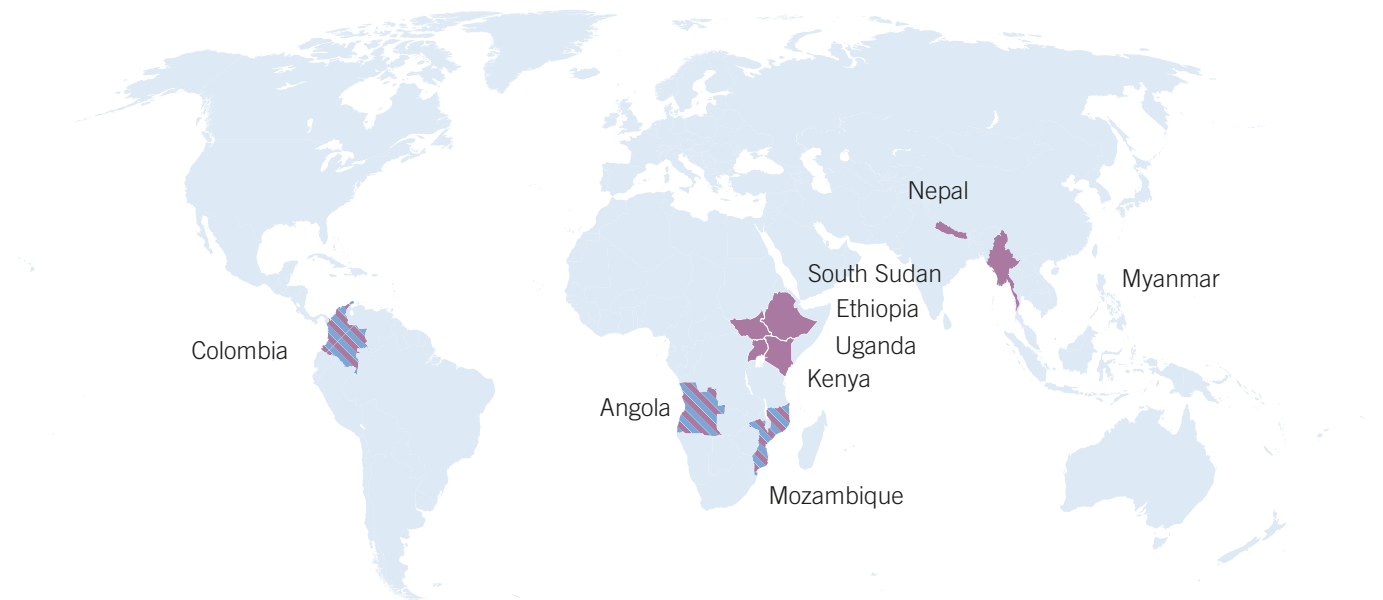 Nepal
South Sudan
Myanmar
Ethiopia
Uganda
Colombia
Kenya
Angola
Mozambique